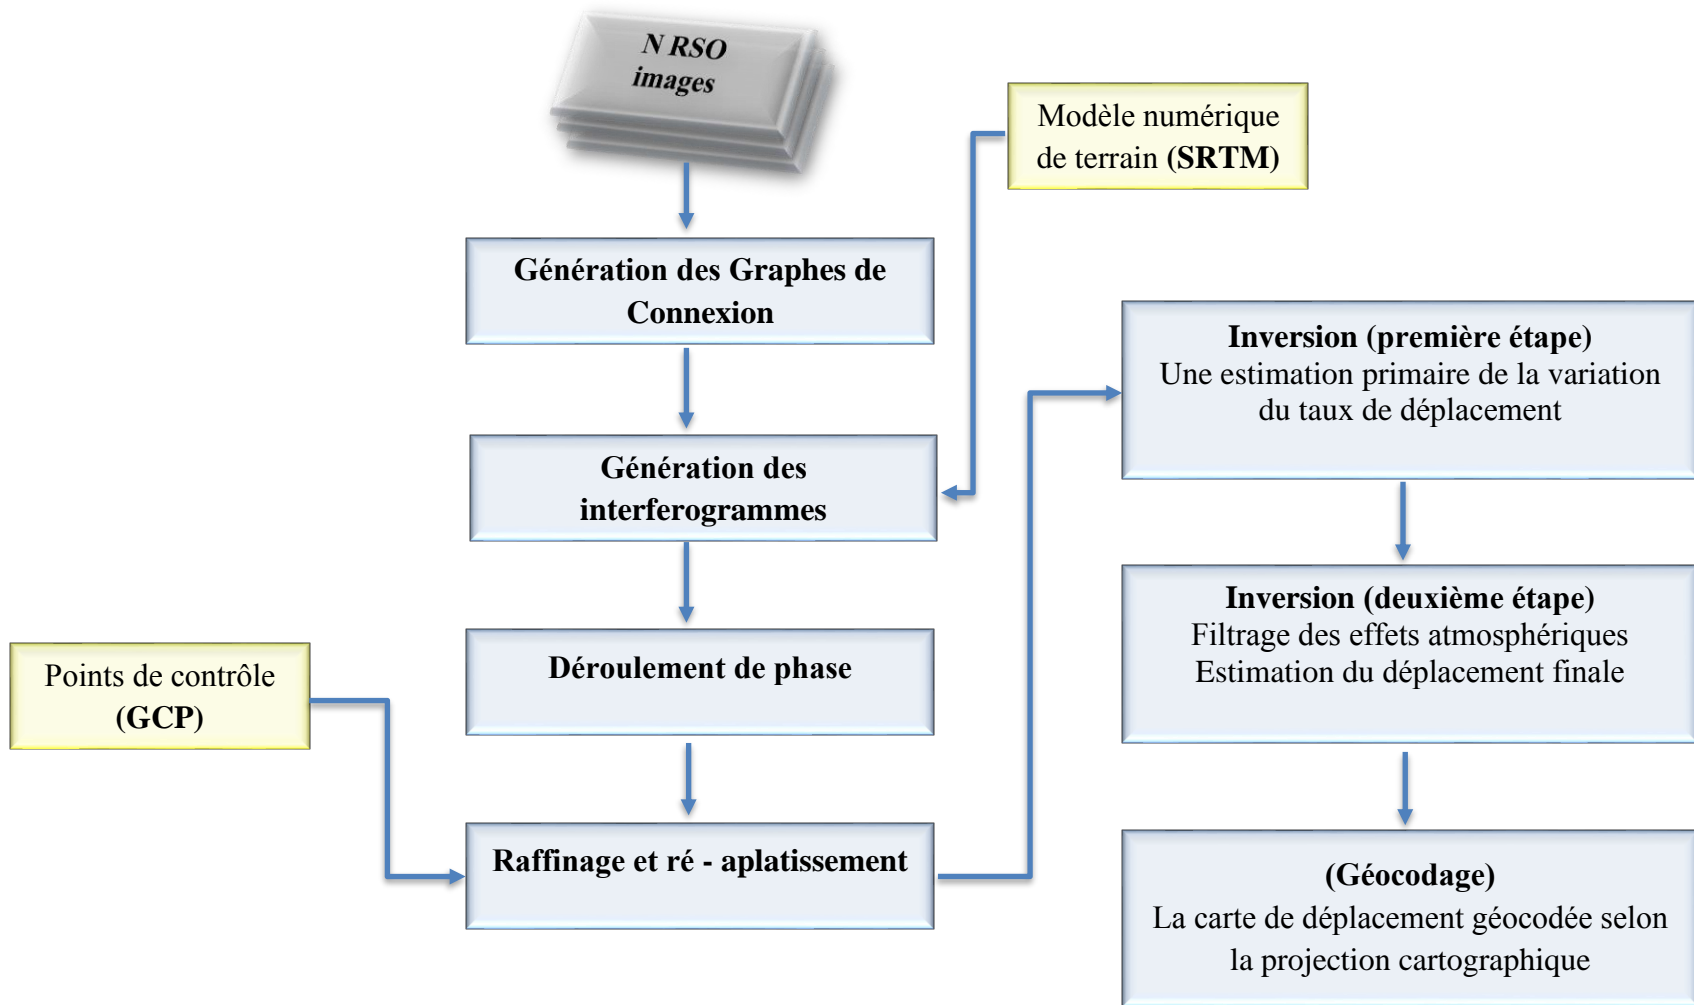 N RSO
images
Modèle numérique
de terrain (SRTM)
Génération des Graphes de
Connexion
Génération des
interferogrammes
Déroulement de phase
Points de contrôle
(GCP)
Raffinage et ré - aplatissement
Inversion (première étape)
Une estimation primaire de la variation
du taux de déplacement
Inversion (deuxième étape)
Filtrage des effets atmosphériques
Estimation du déplacement finale
(Géocodage)
La carte de déplacement géocodée selon
la projection cartographique